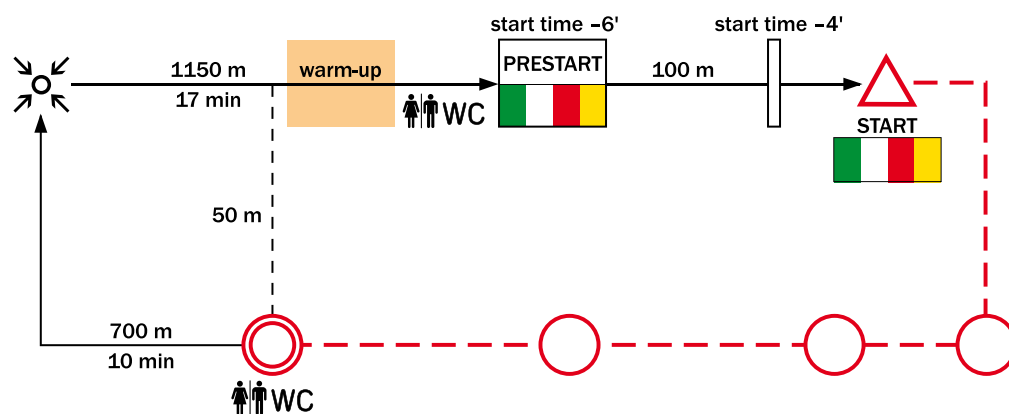 start time –6'
start time –4'
1150 m
17 min
warm-up
WC
PRESTART
100 m
START
50 m
700 m
10 min
WC